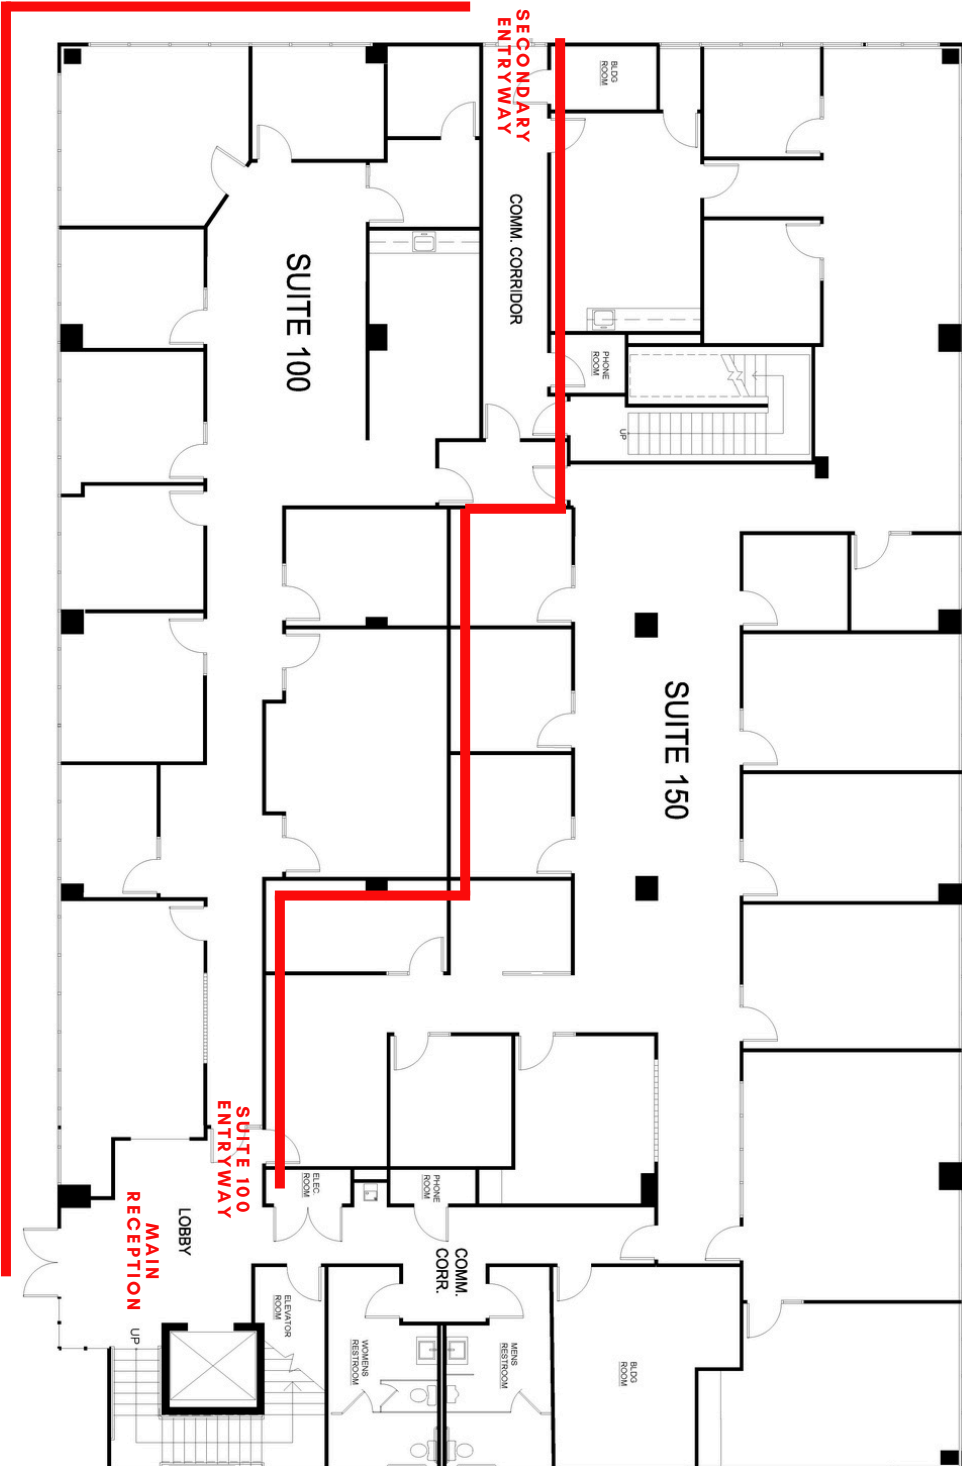 SECONDARY
ENTRYWAY
BLDG
ROOM
COMM. CORRIDOR
SUITE 100
PHONE
ROOM
UP
SUITE 150
SUITE 100
ENTRYWAY
ELEC.
ROOM
PHONE
ROOM
MAIN
RECEPTION
LOBBY
COMM.
CORR.
ELEVATOR
ROOM
UP
WOMENS
RESTROOM
MENS
RESTROOM
BLDG
ROOM